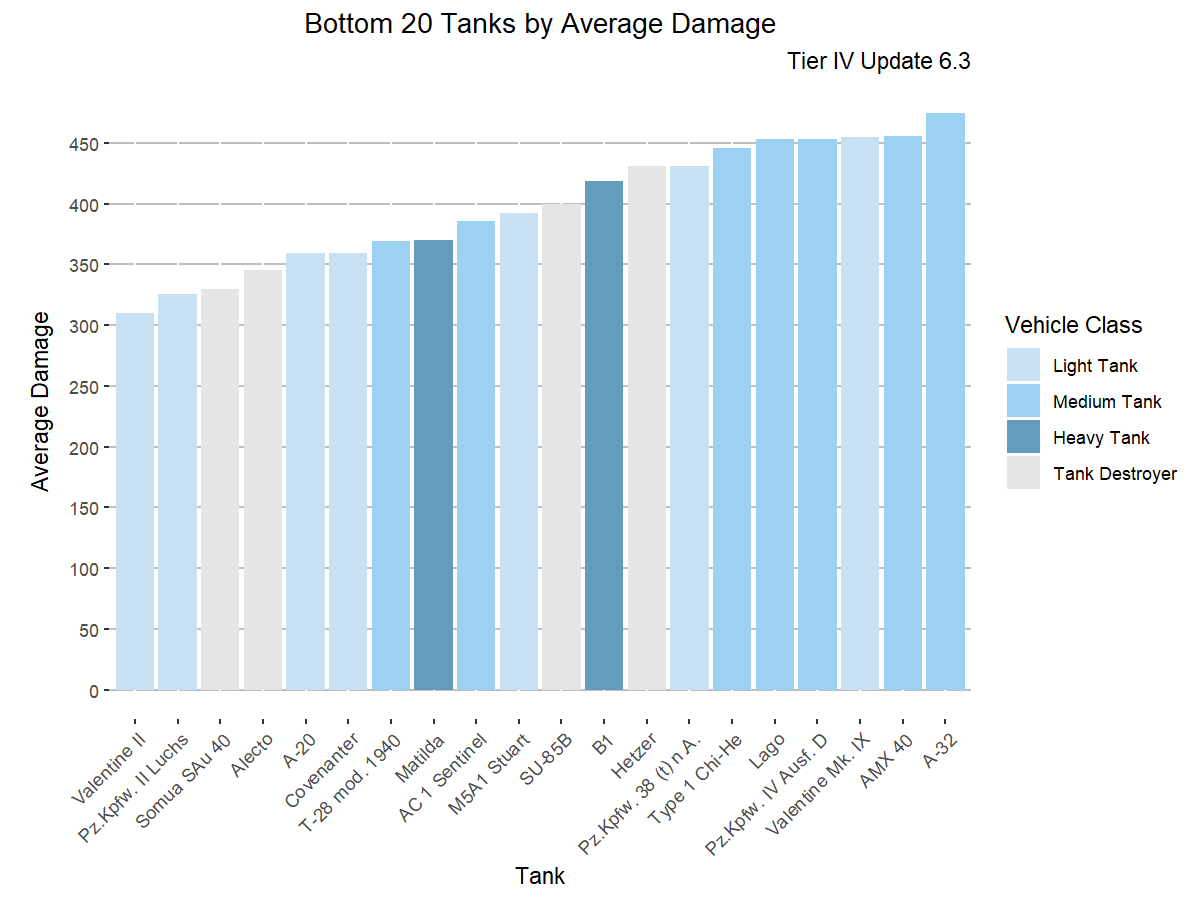 Bottom 20 Tanks by Average Damage
Tier IV Update 6.3
Average Damage
450
400
350
300
250
200
150
100
50
0
Valentine II
Pz.Kpfw. II Luchs
Somua SAu 40
Alecto
A-20
Covenanter
T-28 mod. 1940
Matilda
AC 1 Sentinel
M5A1 Stuart
SU-85B
B1
Hetzer
Pz.Kpfw. 38 (t) n.A.
Type 1 Chi-He
Lago
Pz.Kpfw. IV Ausf. D
Valentine Mk. IX
AMX 40
A-32
Tank
Vehicle Class
Light Tank
Medium Tank
Heavy Tank
Tank Destroyer